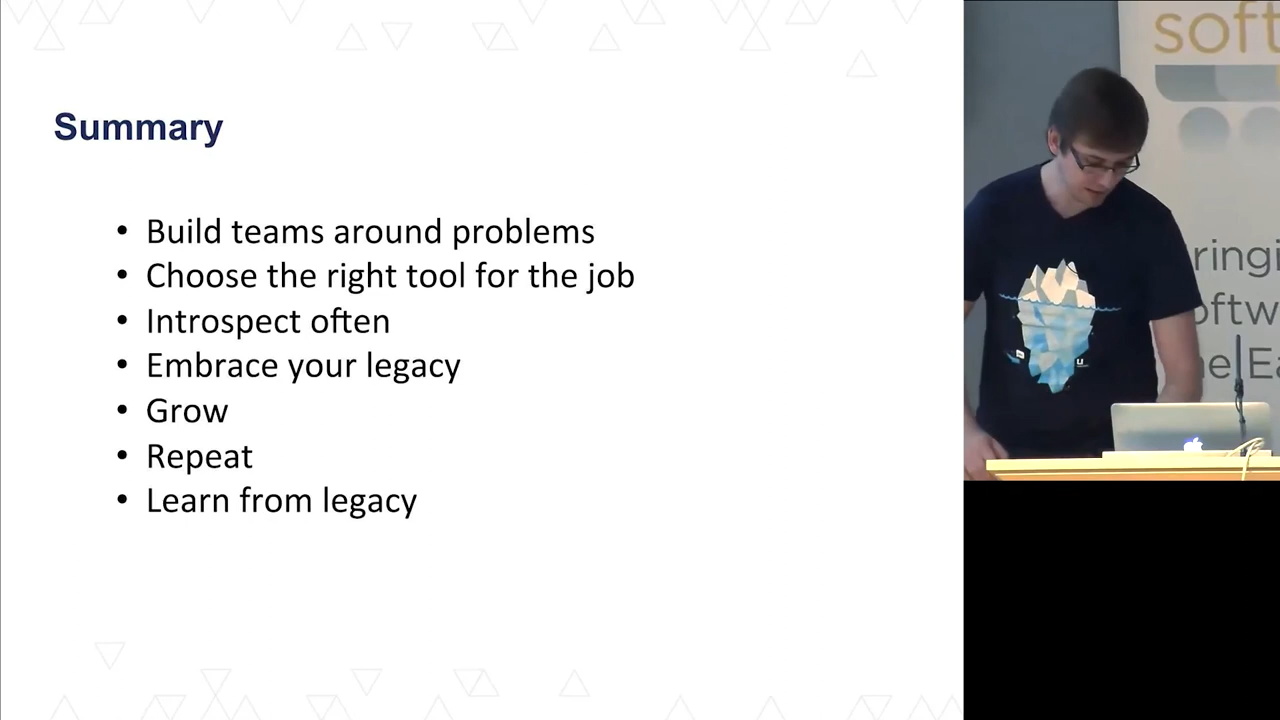 Summary
• Build teams around problems
• Choose the right tool for the job
• Introspect often
• Embrace your legacy
• Grow
• Repeat
• Learn from legacy
soft